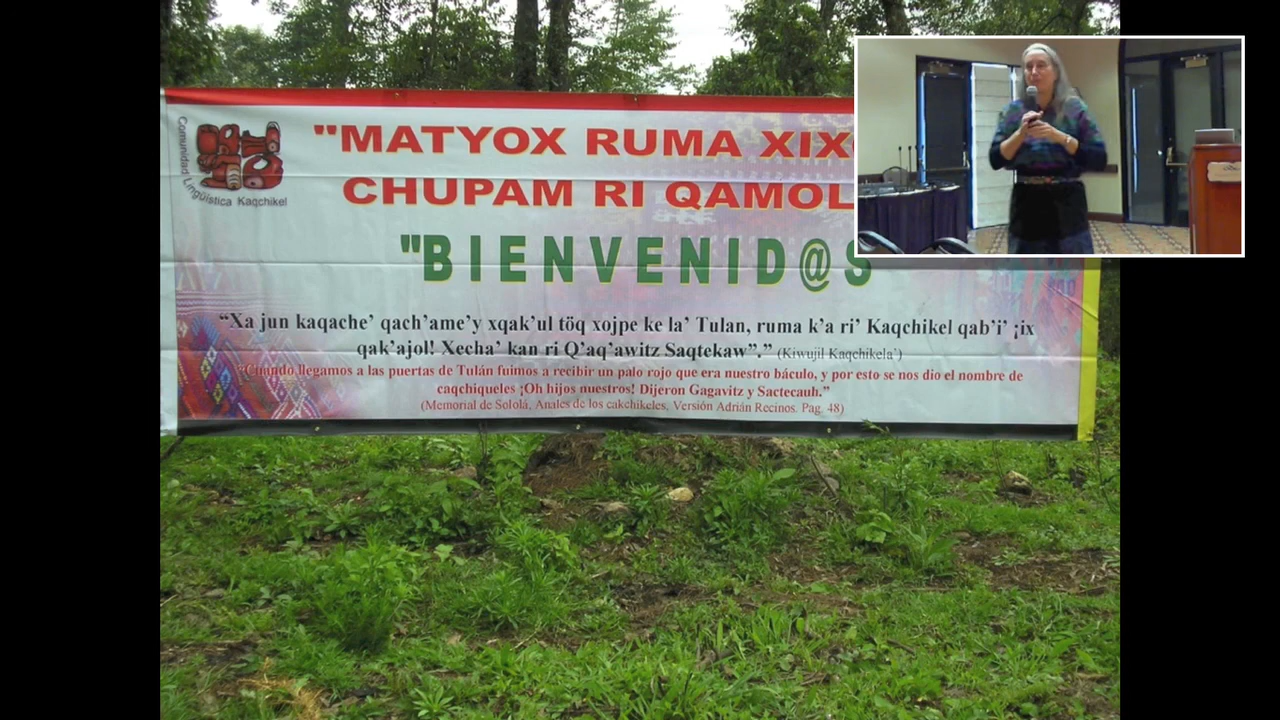 Comunidad Lingüística Kaqchikel
"MATYOX RUMA XIX
CHUPAM RI QAMOL
"BIENVENID@S
“Xa jun kaqache’ qach’ame’y xqak’ul töq xojpe ke la’ Tulan, ruma k’a ri’ Kaqchikel qab’i’ ¡ix
qak’ajol! Xecha’ kan ri Q’aq’awitz Saqtekaw”.” (Kiwujil Kaqchikela’)
“Cuando llegamos a las puertas de Tulán fuimos a recibir un palo rojo que era nuestro báculo, y por esto se nos dio el nombre de
caqchiqueles ¡Oh hijos nuestros! Dijeron Gagavitz y Sactecauh.”
(Memorial de Sololá, Anales de los cakchikeles, Versión Adrián Recinos. Pag. 48)